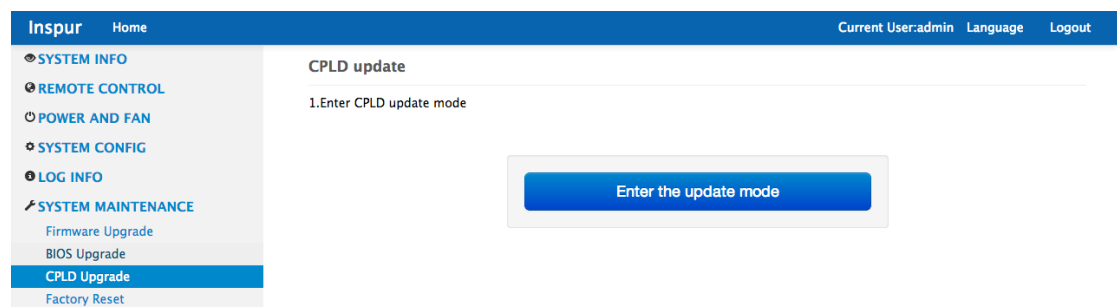 Inspur Home Current User:admin Language Logout
SYSTEM INFO
REMOTE CONTROL
POWER AND FAN
SYSTEM CONFIG
LOG INFO
SYSTEM MAINTENANCE
Firmware Upgrade
BIOS Upgrade
CPLD Upgrade
Factory Reset
CPLD update
1.Enter CPLD update mode
Enter the update mode